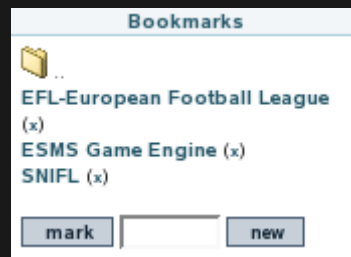 Bookmarks
..
EFL-European Football League
(x)
ESMS Game Engine (x)
SNIFL (x)
mark new